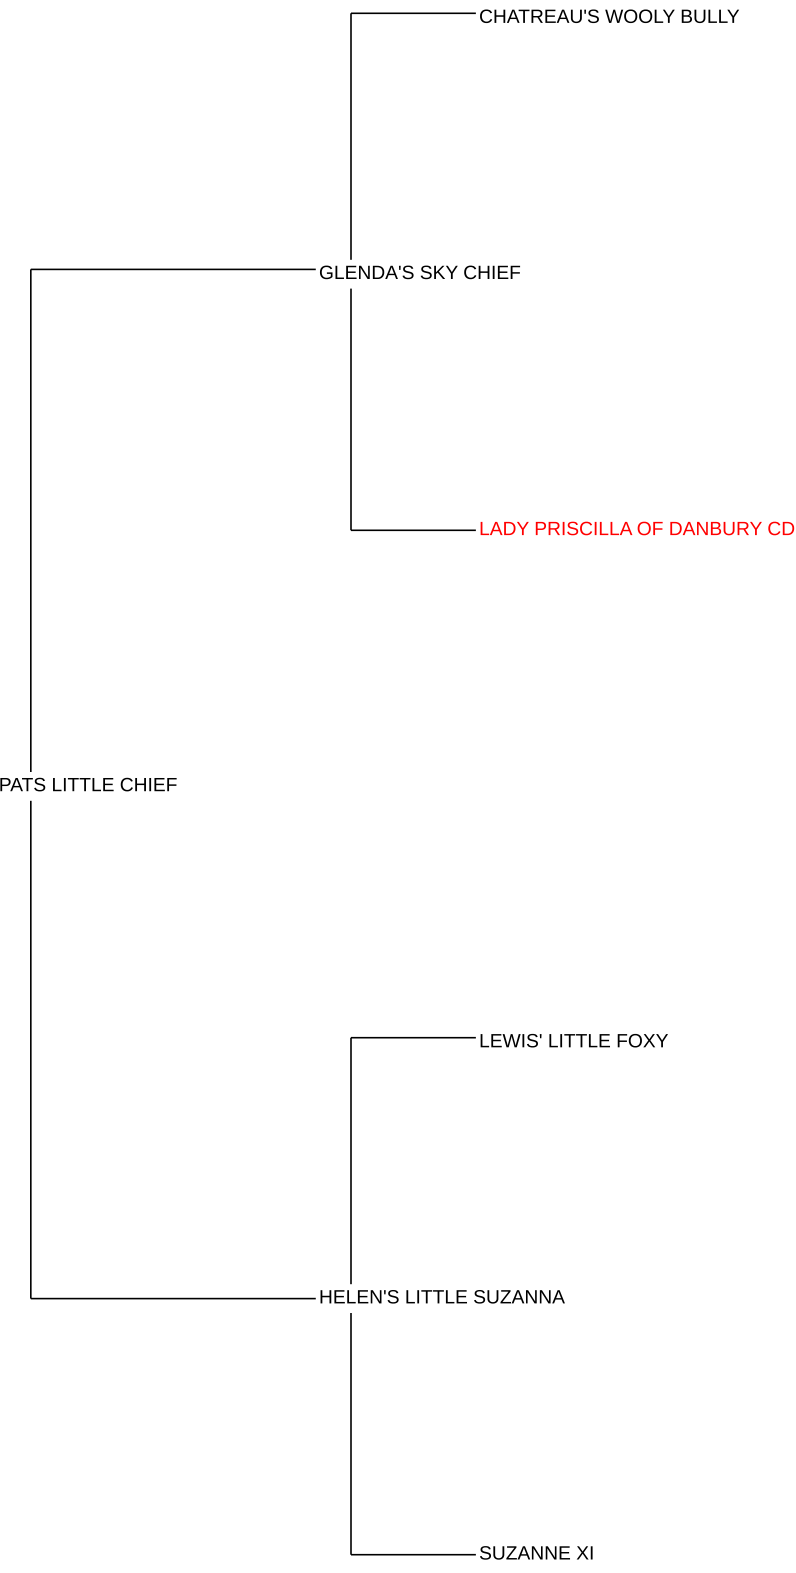 CHATREAU'S WOOLY BULLY
GLENDA'S SKY CHIEF
LADY PRISCILLA OF DANBURY CD
PATS LITTLE CHIEF
LEWIS' LITTLE FOXY
HELEN'S LITTLE SUZANNA
SUZANNE XI